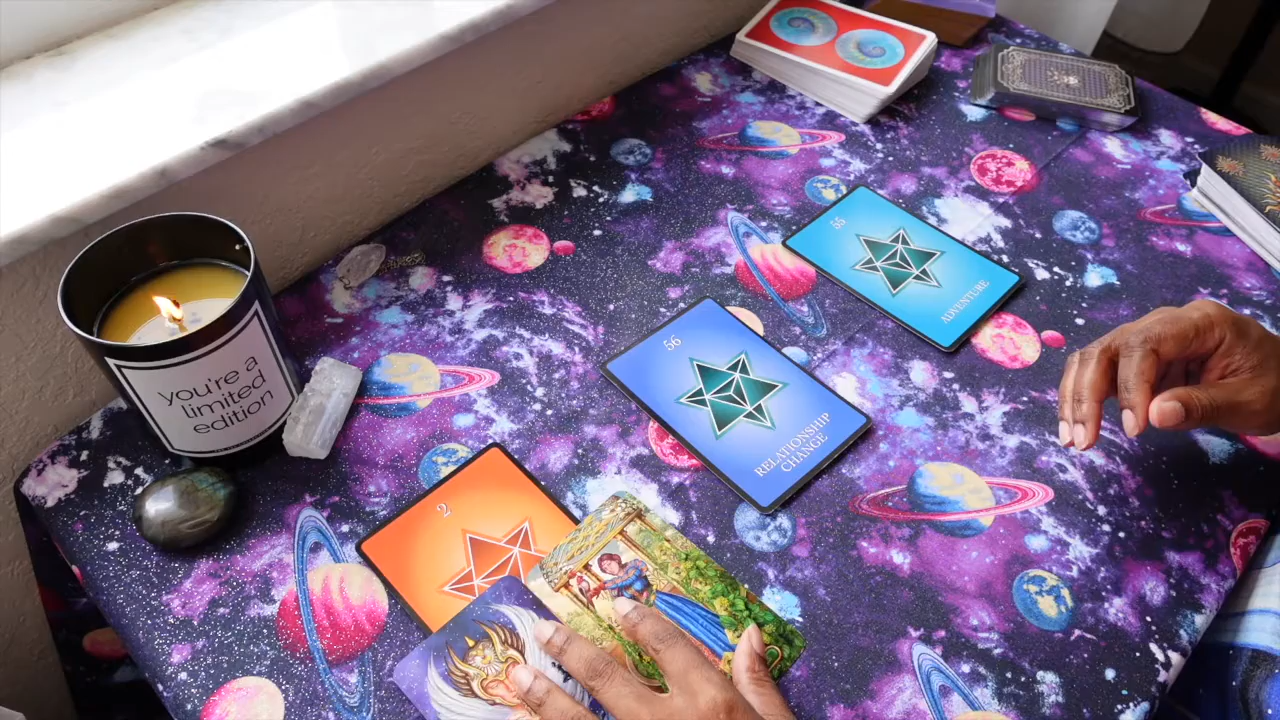 you're a
limited
edition
55
ADVENTURE
56
RELATIONSHIP
CHANGE
2